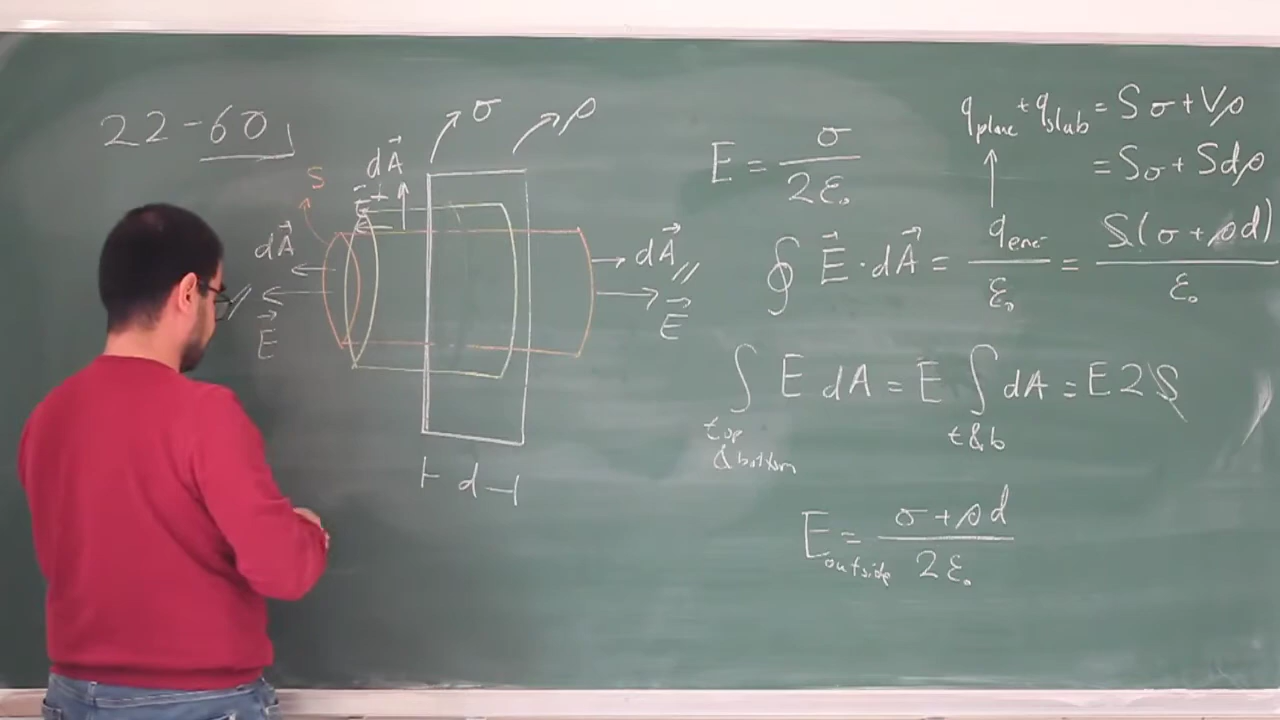 22-60
σ
ρ
S
dA⃗
E⃗
dA⃗
E⃗
dA⃗ //
E⃗
⊢ d ⊣
E = σ / 2ε₀
q_plane + q_slab = Sσ + Vρ
= Sσ + Sdρ
∮ E⃗ · dA⃗ = q_enc / ε₀ = S(σ + ρd) / ε₀
∫ E dA = E ∫ dA = E 2S
top & bottom
t & b
E_outside = σ + ρd / 2ε₀